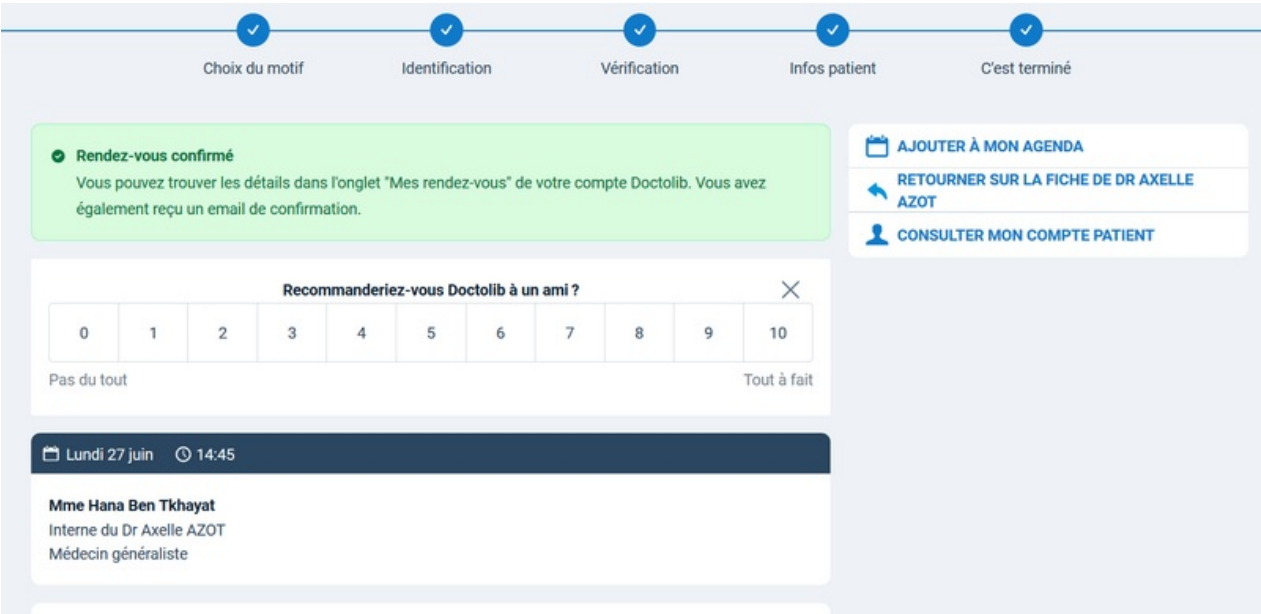 Choix du motif
Identification
Vérification
Infos patient
C'est terminé
Rendez-vous confirmé
Vous pouvez trouver les détails dans l'onglet "Mes rendez-vous" de votre compte Doctolib. Vous avez
également reçu un email de confirmation.
AJOUTER À MON AGENDA
RETOURNER SUR LA FICHE DE DR AXELLE
AZOT
CONSULTER MON COMPTE PATIENT
Recommanderiez-vous Doctolib à un ami ?
0 1 2 3 4 5 6 7 8 9 10
Pas du tout
Tout à fait
Lundi 27 juin 14:45
Mme Hana Ben Tkhayat
Interne du Dr Axelle AZOT
Médecin généraliste